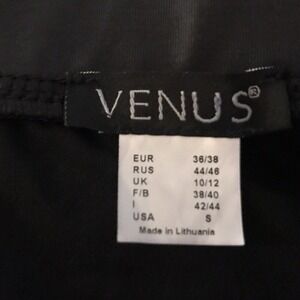 VENUS®
EUR 36/38
RUS 44/46
UK 10/12
F/B 38/40
I 42/44
USA S
Made in Lithuania